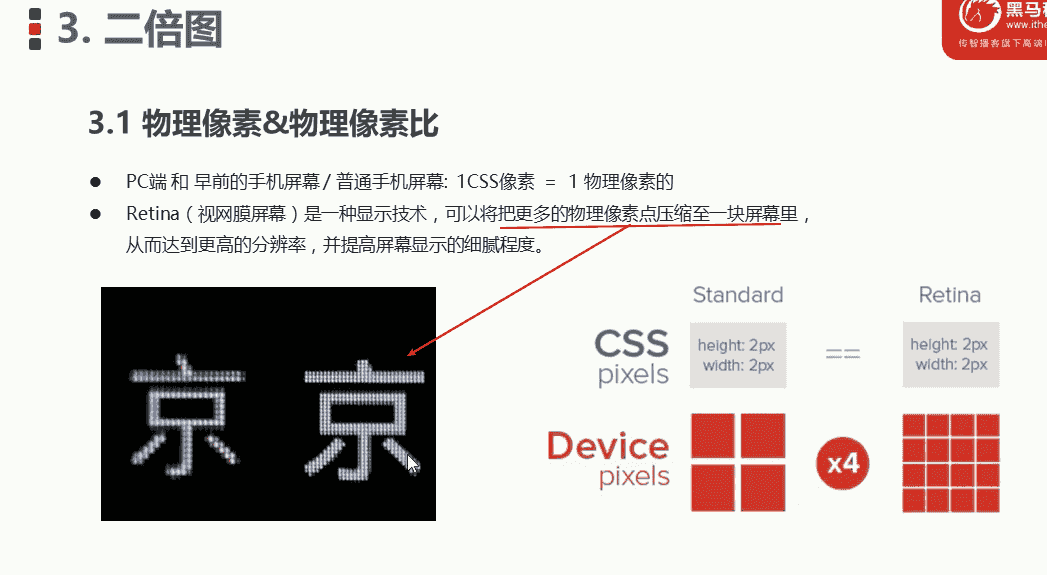 3. 二倍图
黑马
www.ithe
传智播客旗下高端
3.1 物理像素&物理像素比
● PC端 和 早前的手机屏幕 / 普通手机屏幕: 1CSS像素 = 1 物理像素的
● Retina（视网膜屏幕）是一种显示技术，可以将把更多的物理像素点压缩至一块屏幕里，
从而达到更高的分辨率，并提高屏幕显示的细腻程度。
京 京
Standard Retina
CSS
pixels
height: 2px
width: 2px
==
height: 2px
width: 2px
Device
pixels
x4